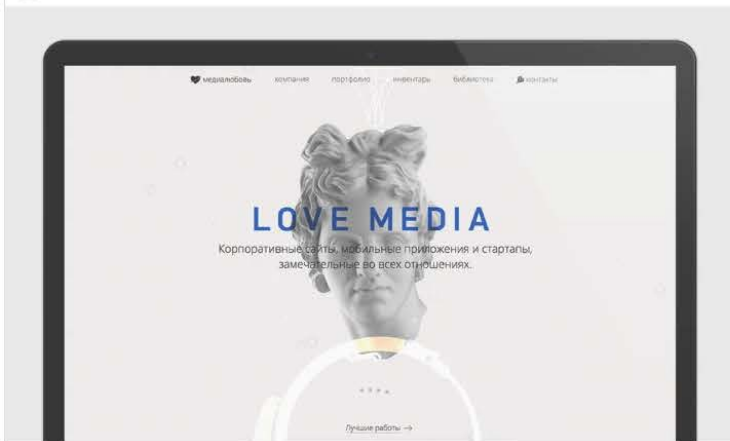 медиалюбовь компания портфолио инвентарь библиотека контакты
LOVE MEDIA
Корпоративные сайты, мобильные приложения и стартапы,
замечательные во всех отношениях.
Лучшие работы →